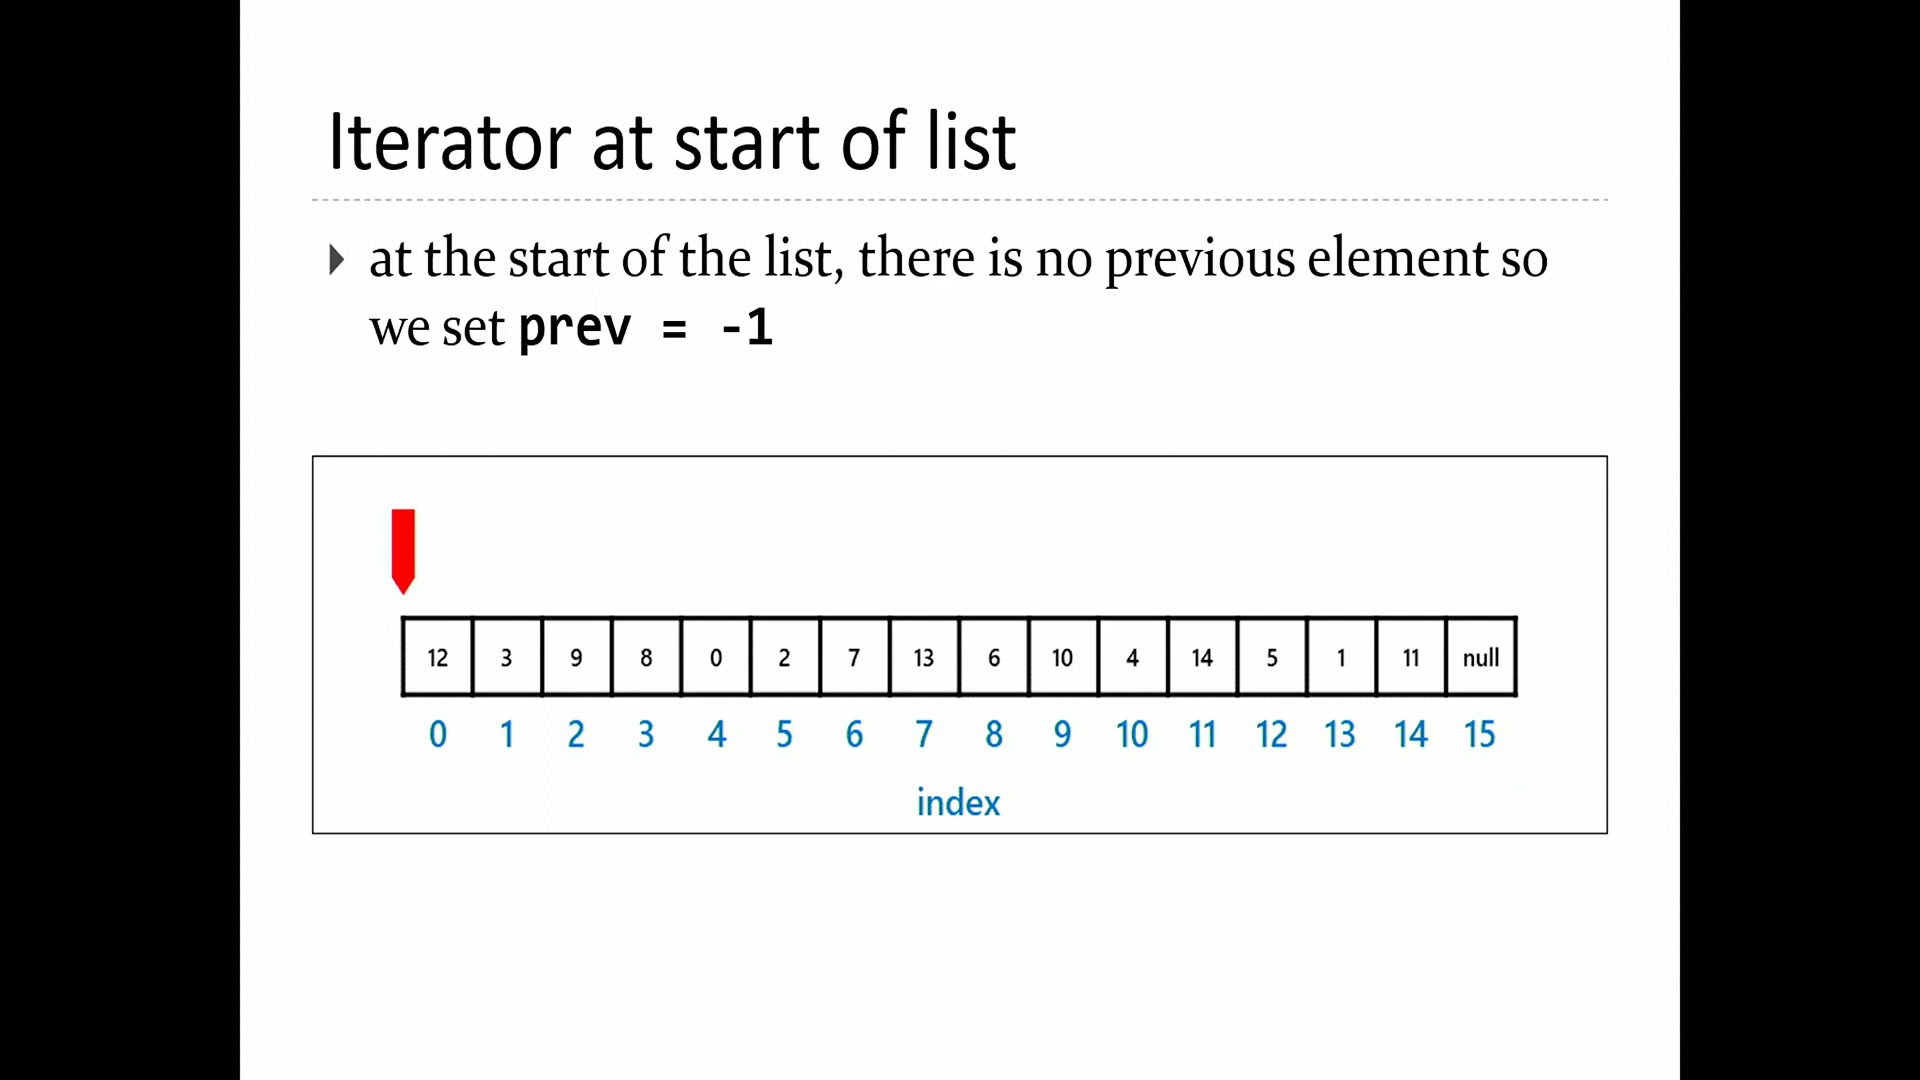 Iterator at start of list
at the start of the list, there is no previous element so
we set prev = -1
12 3 9 8 0 2 7 13 6 10 4 14 5 1 11 null
0 1 2 3 4 5 6 7 8 9 10 11 12 13 14 15
index